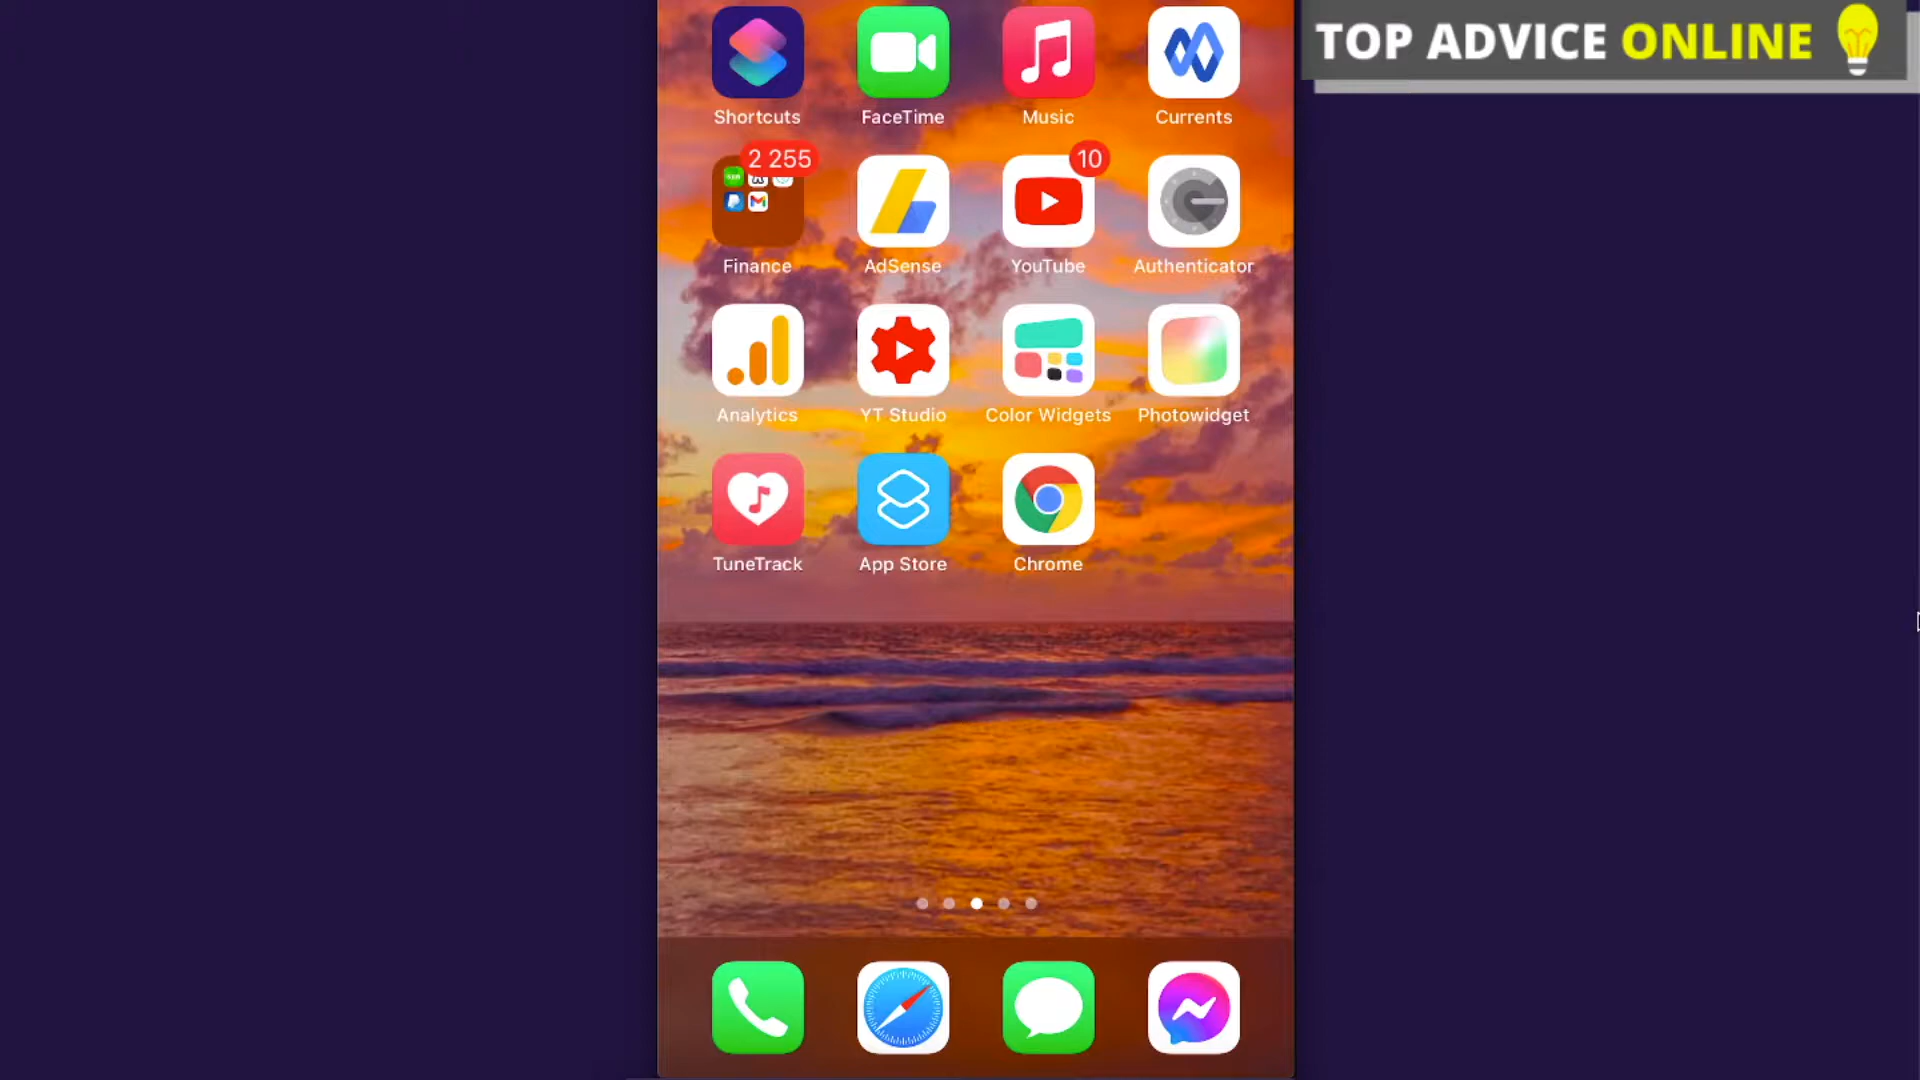 TOP ADVICE ONLINE
Shortcuts
FaceTime
Music
Currents
2 255
10
Finance
AdSense
YouTube
Authenticator
Analytics
YT Studio
Color Widgets
Photowidget
TuneTrack
App Store
Chrome